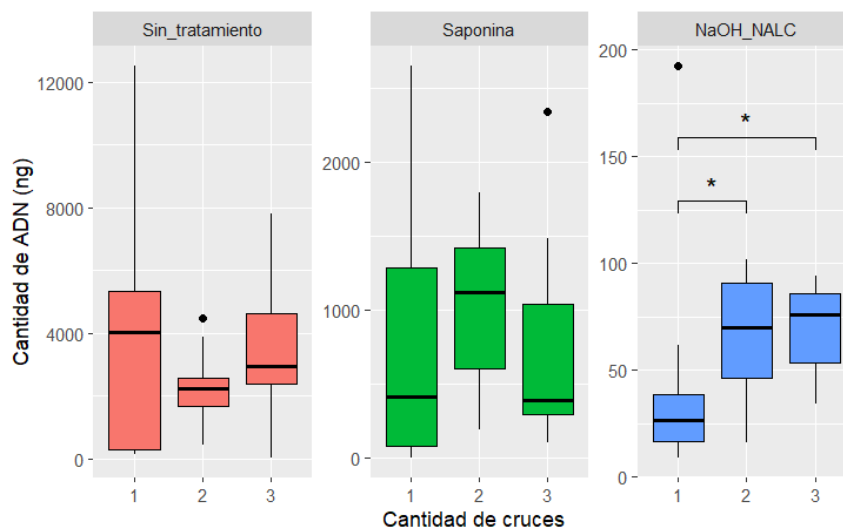 Sin_tratamiento
Saponina
NaOH_NALC
Cantidad de ADN (ng)
12000
8000
4000
0
2000
1000
0
200
150
100
50
0
*
*
1 2 3
1 2 3
1 2 3
Cantidad de cruces